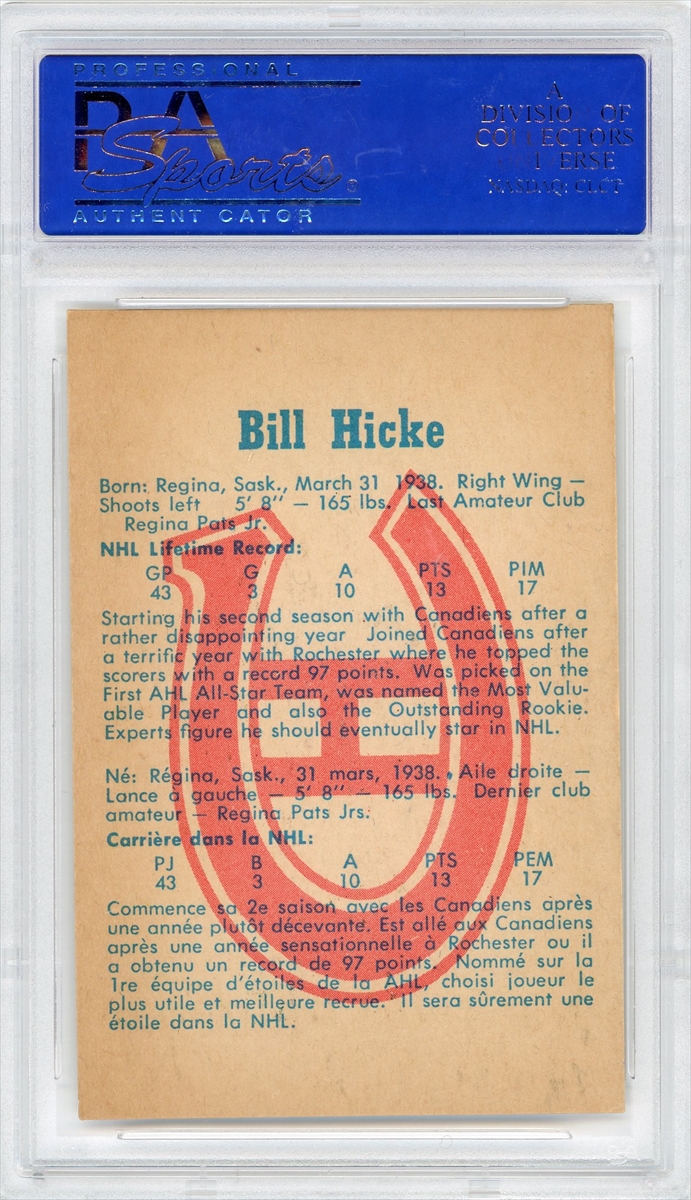 PROFESSIONAL
PSA
Sports®
AUTHENTICATOR
A
DIVISION OF
COLLECTORS
UNIVERSE
NASDAQ: CLCT
Bill Hicke
Born: Regina, Sask., March 31 1938. Right Wing —
Shoots left 5' 8" — 165 lbs. Last Amateur Club
Regina Pats Jr.
NHL Lifetime Record:
GP G A PTS PIM
43 3 10 13 17
Starting his second season with Canadiens after a
rather disappointing year Joined Canadiens after
a terrific year with Rochester where he topped the
scorers with a record 97 points. Was picked on the
First AHL All-Star Team, was named the Most Valu-
able Player and also the Outstanding Rookie.
Experts figure he should eventually star in NHL.
Né: Régina, Sask., 31 mars, 1938. Aile droite —
Lance à gauche — 5' 8" — 165 lbs. Dernier club
amateur — Regina Pats Jrs.
Carrière dans la NHL:
PJ B A PTS PEM
43 3 10 13 17
Commence sa 2e saison avec les Canadiens après
une année plutôt décevante. Est allé aux Canadiens
après une année sensationnelle à Rochester ou il
a obtenu un record de 97 points. Nommé sur la
1re équipe d'étoiles de la AHL, choisi joueur le
plus utile et meilleure recrue. Il sera sûrement une
étoile dans la NHL.